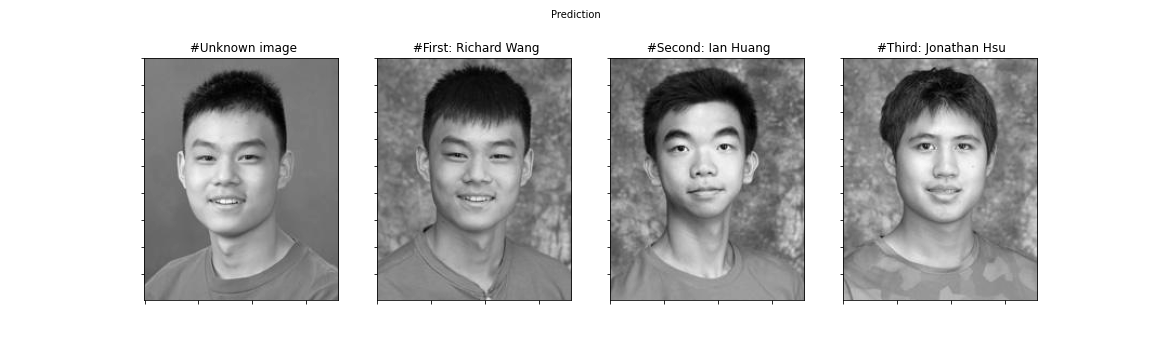 Prediction
#Unknown image
#First: Richard Wang
#Second: Ian Huang
#Third: Jonathan Hsu